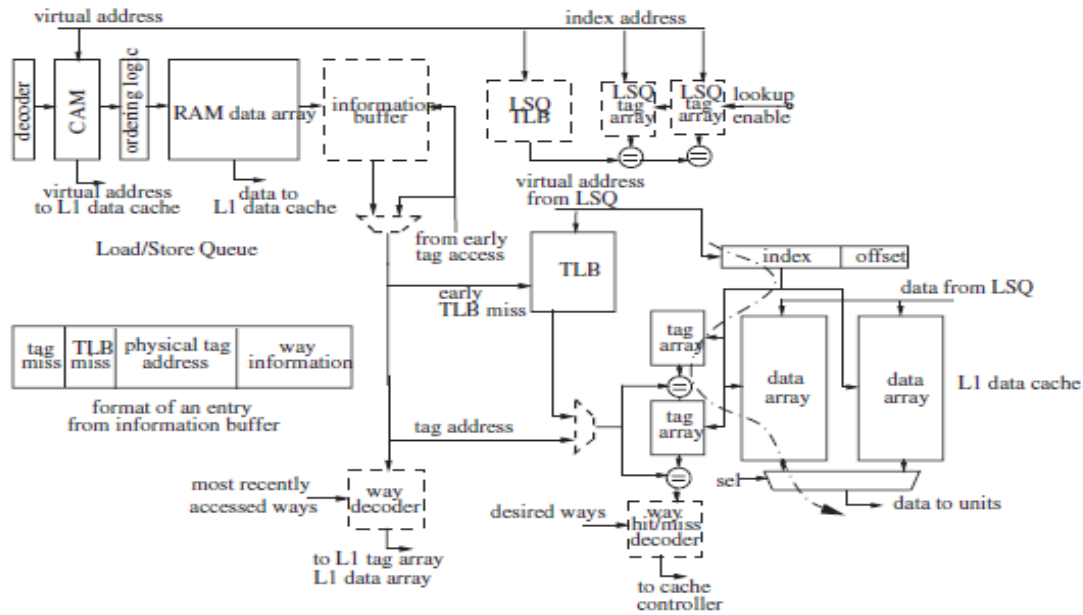 virtual address
index address
decoder
CAM
ordering logic
RAM data array
information
buffer
LSQ
TLB
LSQ
tag
array
LSQ
tag
array
lookup
enable
=
=
virtual address
to L1 data cache
data to
L1 data cache
virtual address
from LSQ
Load/Store Queue
from early
tag access
TLB
index
offset
early
TLB miss
data from LSQ
tag
miss
TLB
miss
physical tag
address
way
information
tag
array
data
array
data
array
L1 data cache
=
format of an entry
from information buffer
tag address
tag
array
sel
=
most recently
accessed ways
way
decoder
desired ways
way
hit/miss
decoder
data to units
to L1 tag array
L1 data array
to cache
controller